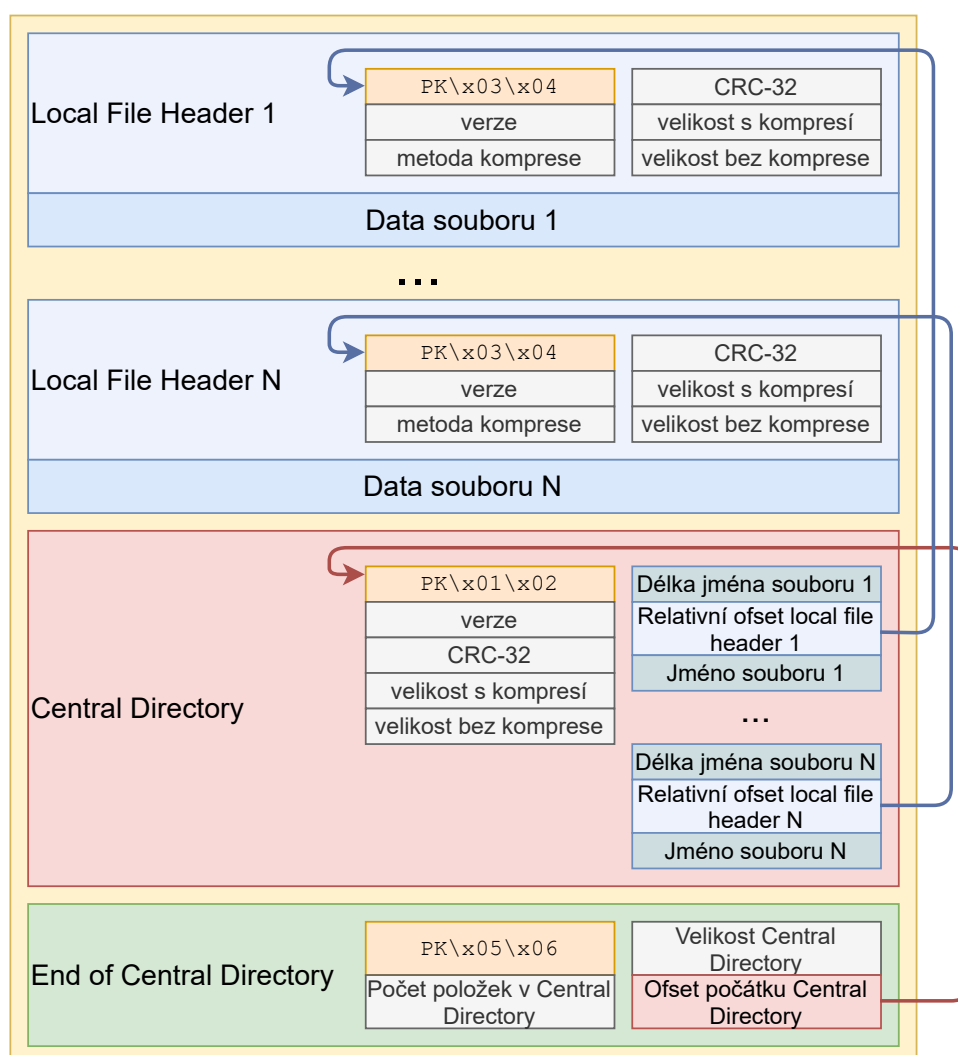 Local File Header 1
PK\x03\x04
verze
metoda komprese
CRC-32
velikost s kompresí
velikost bez komprese
Data souboru 1
...
Local File Header N
PK\x03\x04
verze
metoda komprese
CRC-32
velikost s kompresí
velikost bez komprese
Data souboru N
Central Directory
PK\x01\x02
verze
CRC-32
velikost s kompresí
velikost bez komprese
Délka jména souboru 1
Relativní ofset local file
header 1
Jméno souboru 1
...
Délka jména souboru N
Relativní ofset local file
header N
Jméno souboru N
End of Central Directory
PK\x05\x06
Počet položek v Central
Directory
Velikost Central
Directory
Ofset počátku Central
Directory